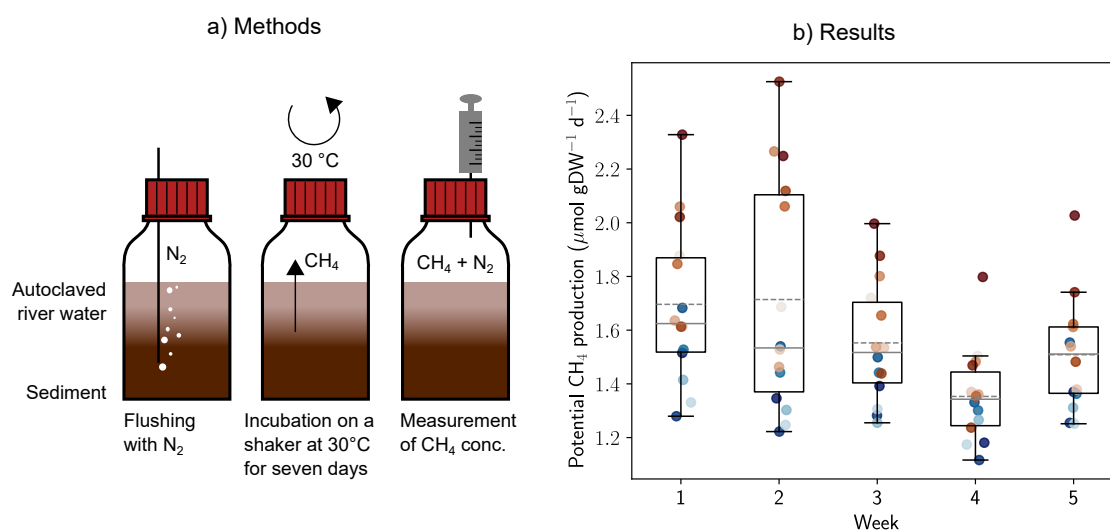 a) Methods
30 °C
N₂
CH₄
CH₄ + N₂
Autoclaved
river water
Sediment
Flushing
with N₂
Incubation on a
shaker at 30°C
for seven days
Measurement
of CH₄ conc.
b) Results
Potential CH₄ production (μmol gDW⁻¹ d⁻¹)
2.4
2.2
2.0
1.8
1.6
1.4
1.2
1 2 3 4 5
Week